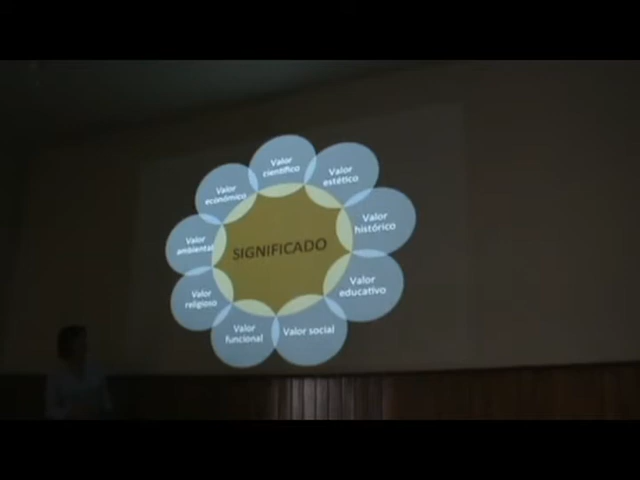 Valor
científico
Valor
estético
Valor
histórico
Valor
educativo
Valor social
Valor
funcional
Valor
religioso
Valor
ambiental
Valor
económico
SIGNIFICADO